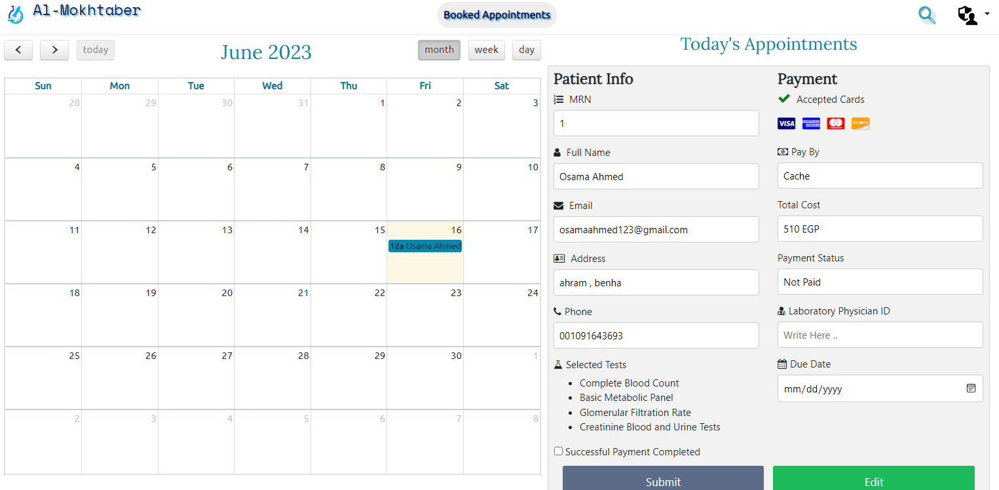 Al-Mokhtaber
Booked Appointments
today
June 2023
month week day
Sun Mon Tue Wed Thu Fri Sat
28 29 30 31 1 2 3
4 5 6 7 8 9 10
11 12 13 14 15 16 17
12a Osama Ahmed
18 19 20 21 22 23 24
25 26 27 28 29 30 1
2 3 4 5 6 7 8
Today's Appointments
Patient Info
MRN
1
Full Name
Osama Ahmed
Email
osamaahmed123@gmail.com
Address
ahram , benha
Phone
001091643693
Selected Tests
Complete Blood Count
Basic Metabolic Panel
Glomerular Filtration Rate
Creatinine Blood and Urine Tests
Successful Payment Completed
Payment
Accepted Cards
VISA DISCOVER
Pay By
Cache
Total Cost
510 EGP
Payment Status
Not Paid
Laboratory Physician ID
Write Here ..
Due Date
mm/dd/yyyy
Submit Edit